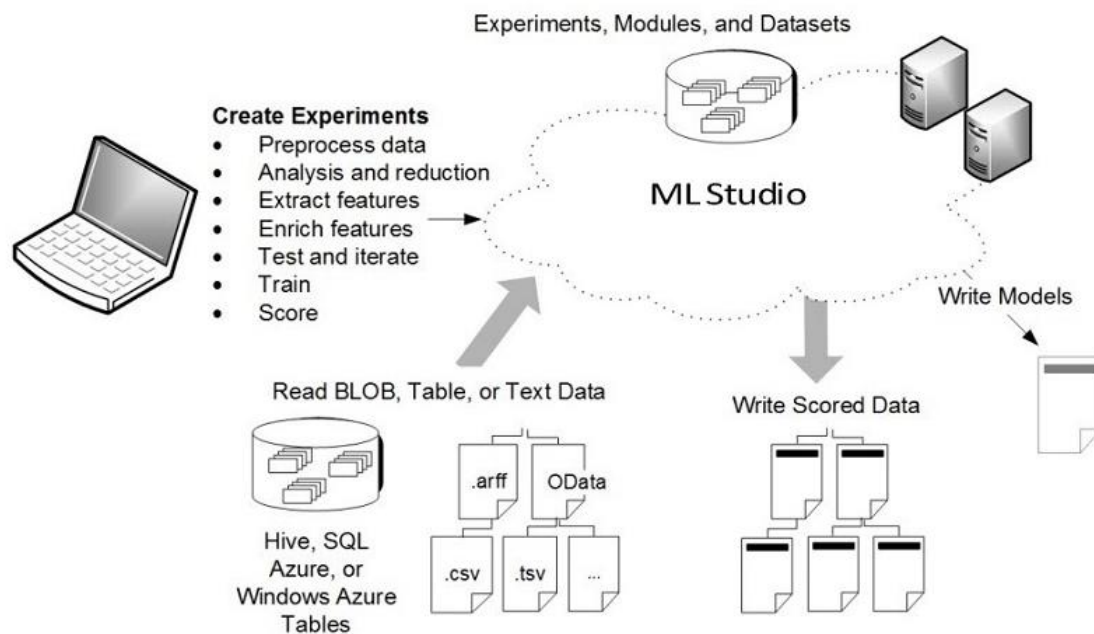 Experiments, Modules, and Datasets
Create Experiments
• Preprocess data
• Analysis and reduction
• Extract features
• Enrich features
• Test and iterate
• Train
• Score
ML Studio
Write Models
Read BLOB, Table, or Text Data
Write Scored Data
.arff
OData
.csv
.tsv
...
Hive, SQL
Azure, or
Windows Azure
Tables